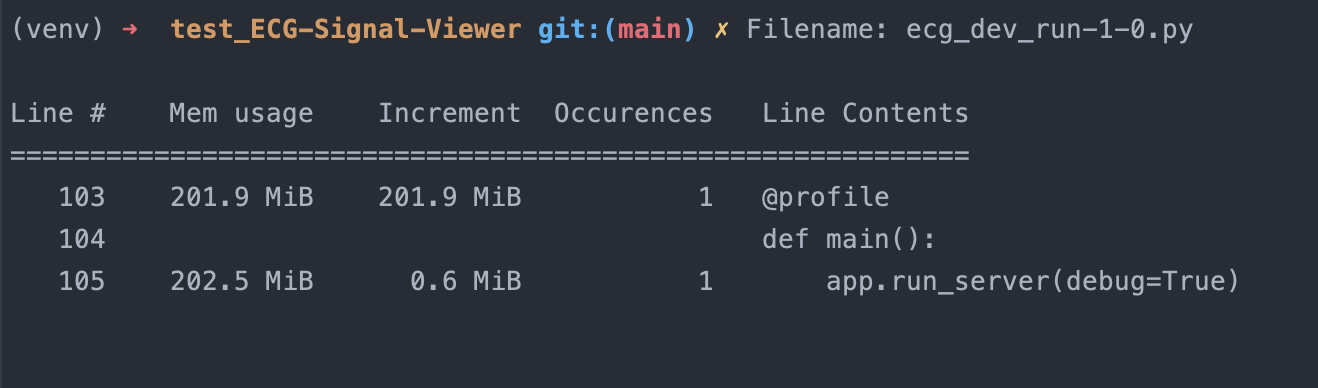 (venv) ➜  test_ECG-Signal-Viewer git:(main) ✗ Filename: ecg_dev_run-1-0.py
Line #    Mem usage    Increment  Occurences   Line Contents
============================================================
   103    201.9 MiB    201.9 MiB           1   @profile
   104                                         def main():
   105    202.5 MiB      0.6 MiB           1       app.run_server(debug=True)